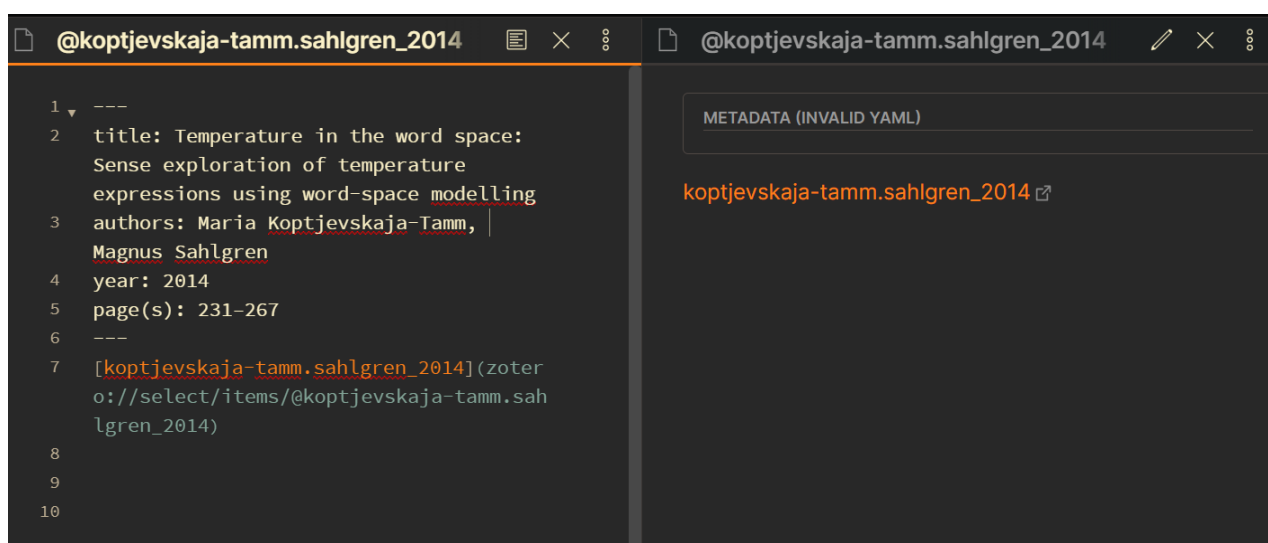 @koptjevskaja-tamm.sahlgren_2014
1 ---
2 title: Temperature in the word space:
Sense exploration of temperature
expressions using word-space modelling
3 authors: Maria Koptjevskaja-Tamm,
Magnus Sahlgren
4 year: 2014
5 page(s): 231–267
6 ---
7 [koptjevskaja-tamm.sahlgren_2014](zoter
o://select/items/@koptjevskaja-tamm.sah
lgren_2014)
8
9
10
@koptjevskaja-tamm.sahlgren_2014
METADATA (INVALID YAML)
koptjevskaja-tamm.sahlgren_2014